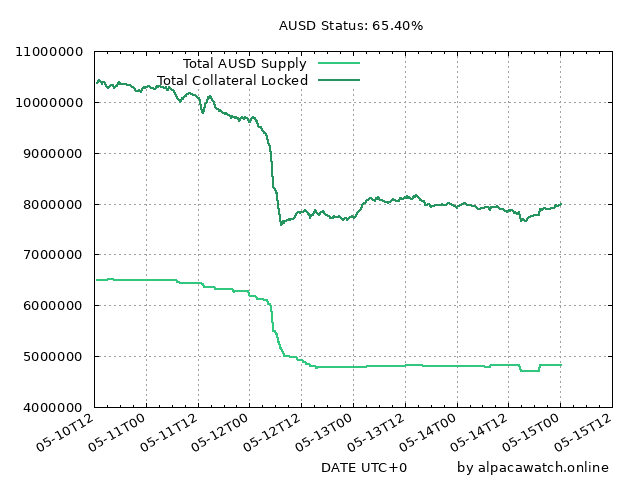 AUSD Status: 65.40%
Total AUSD Supply
Total Collateral Locked
11000000
10000000
9000000
8000000
7000000
6000000
5000000
4000000
05-10T12
05-11T00
05-11T12
05-12T00
05-12T12
05-13T00
05-13T12
05-14T00
05-14T12
05-15T00
05-15T12
DATE UTC+0
by alpacawatch.online